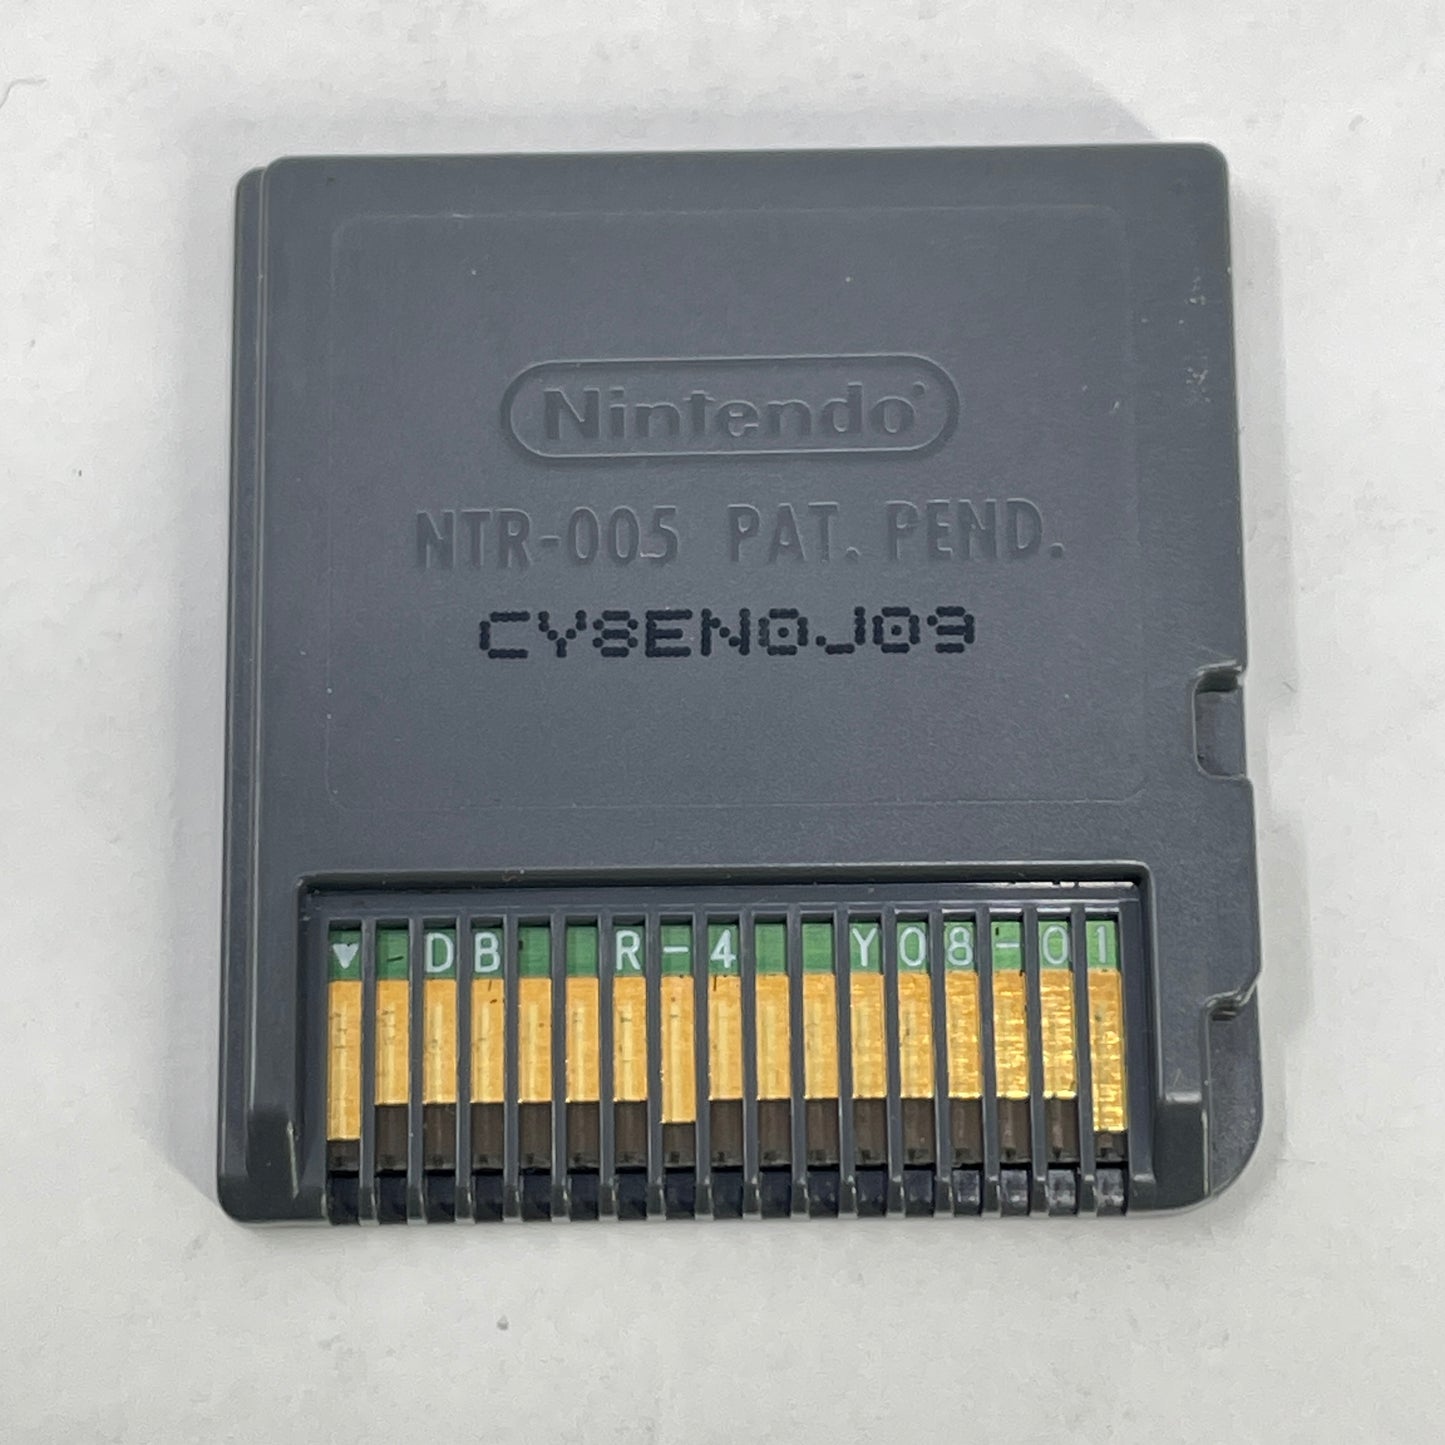 Nintendo®
NTR-005 PAT. PEND.
CY8EN0J09
▼ DB R-4 Y08-01